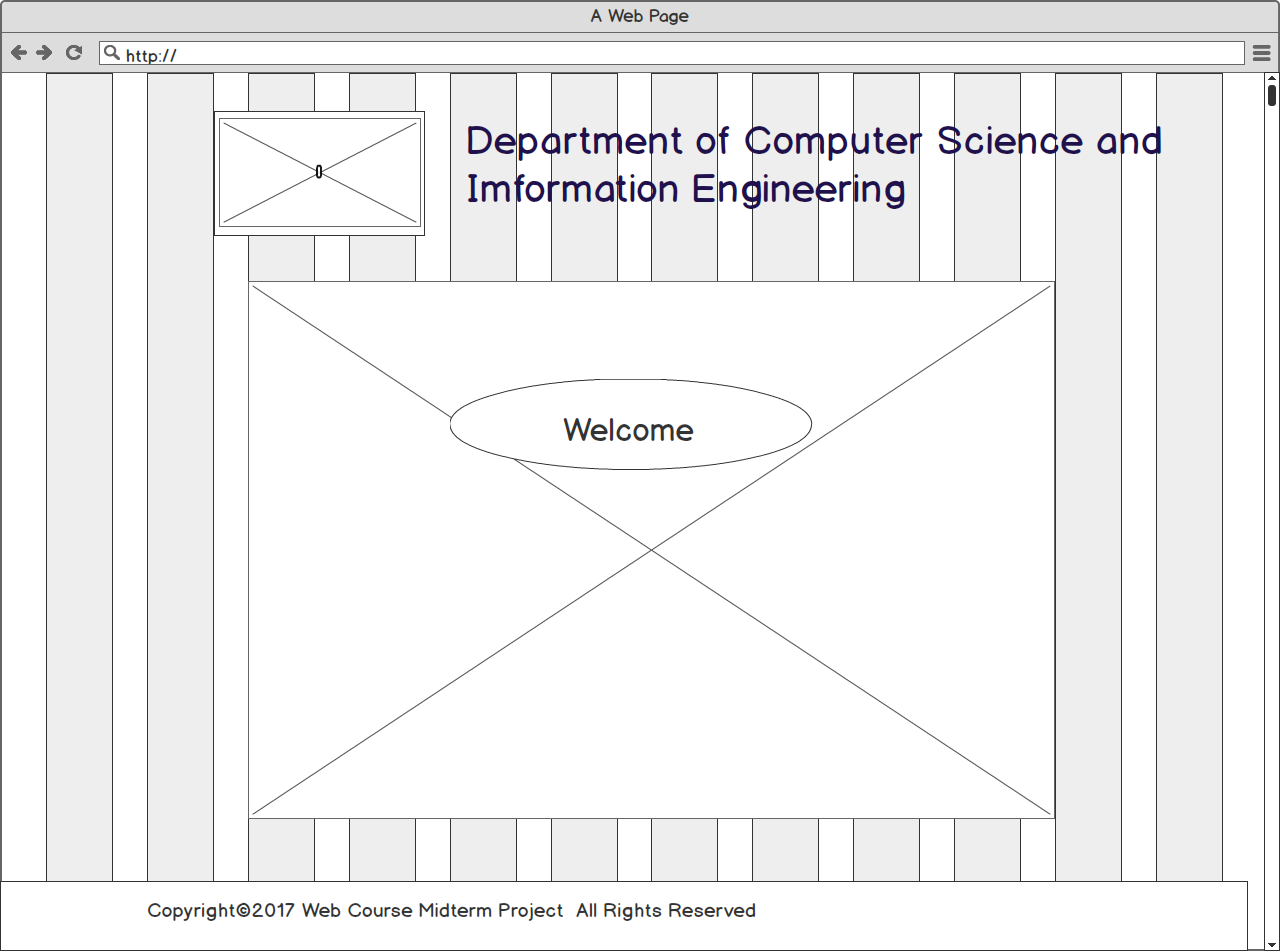 A Web Page
http://
Department of Computer Science and
Imformation Engineering
Welcome
Copyright©2017 Web Course Midterm Project  All Rights Reserved